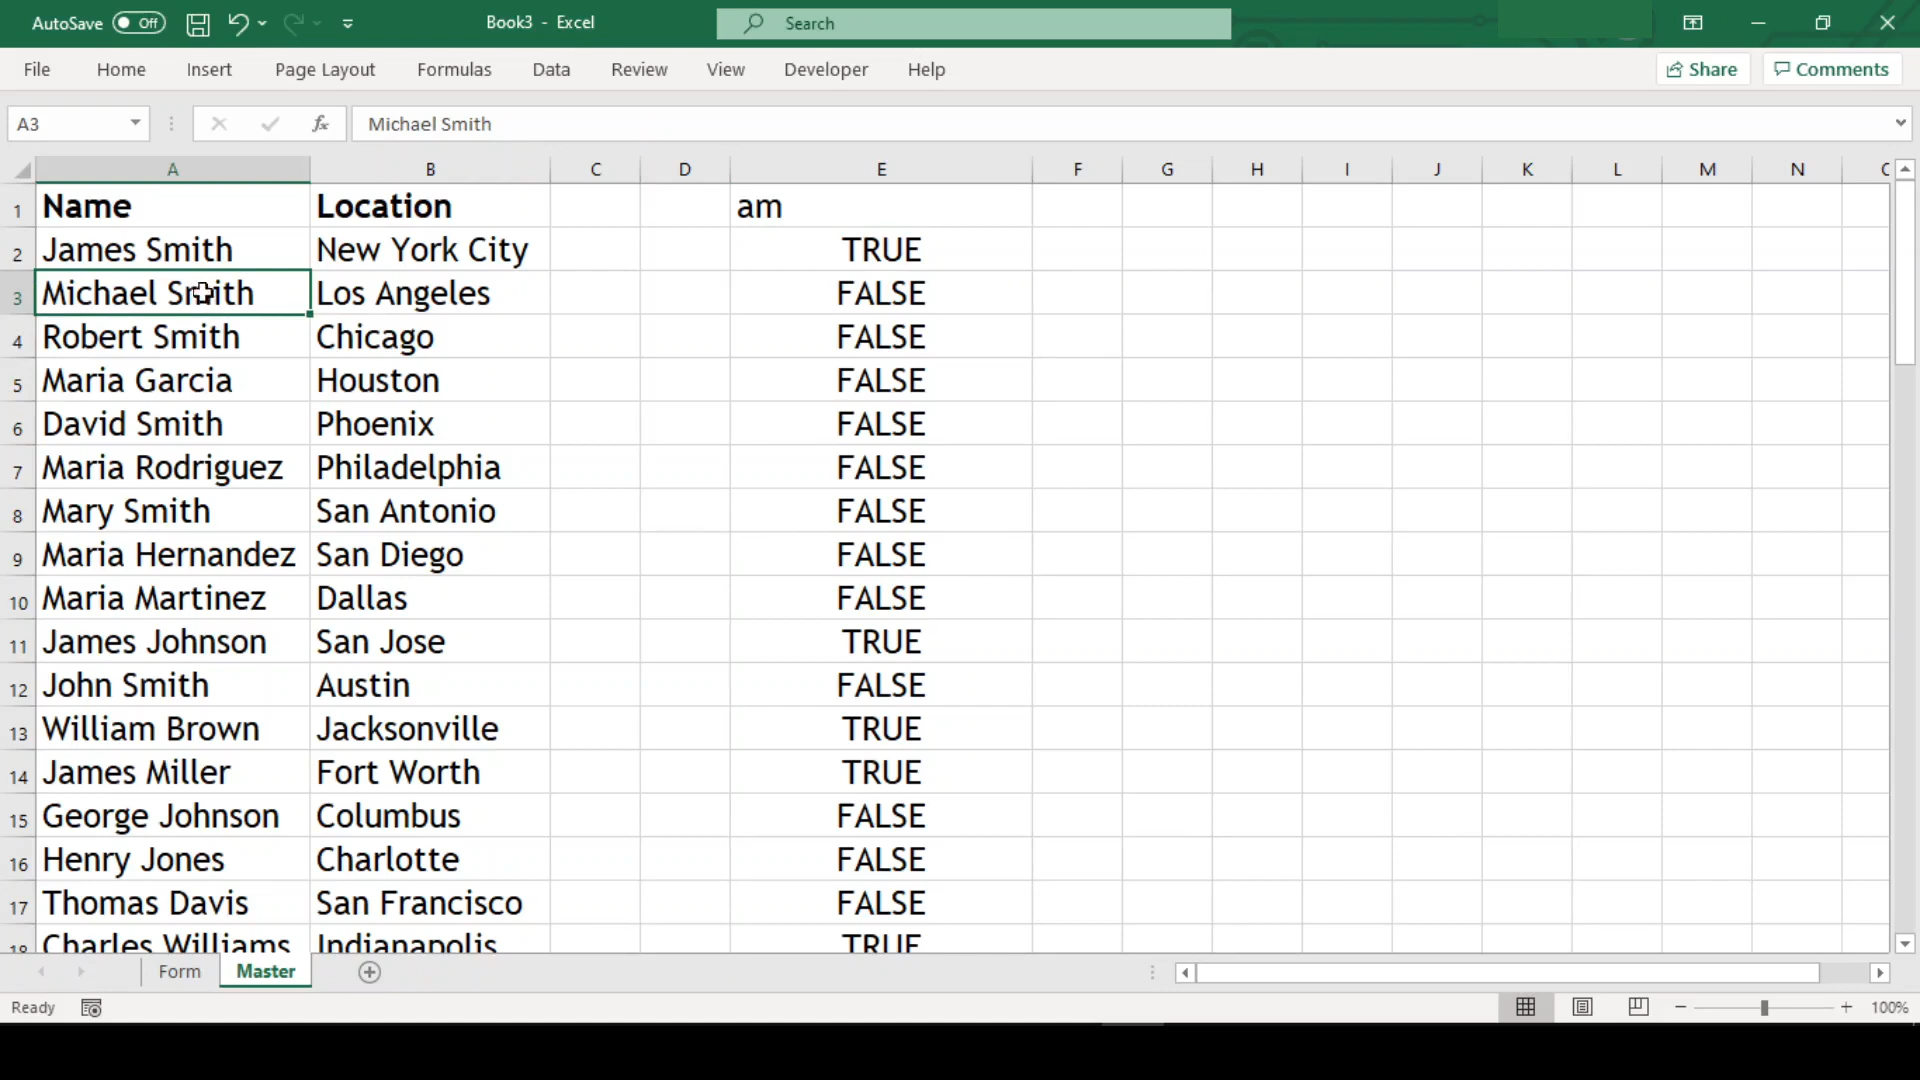 AutoSave Off Book3 - Excel Search
File Home Insert Page Layout Formulas Data Review View Developer Help Share Comments
A3 fx Michael Smith
A B C D E F G H I J K L M N
1 Name Location am
2 James Smith New York City TRUE
3 Michael Smith Los Angeles FALSE
4 Robert Smith Chicago FALSE
5 Maria Garcia Houston FALSE
6 David Smith Phoenix FALSE
7 Maria Rodriguez Philadelphia FALSE
8 Mary Smith San Antonio FALSE
9 Maria Hernandez San Diego FALSE
10 Maria Martinez Dallas FALSE
11 James Johnson San Jose TRUE
12 John Smith Austin FALSE
13 William Brown Jacksonville TRUE
14 James Miller Fort Worth TRUE
15 George Johnson Columbus FALSE
16 Henry Jones Charlotte FALSE
17 Thomas Davis San Francisco FALSE
18 Charles Williams Indianapolis TRUE
Form Master
Ready 100%